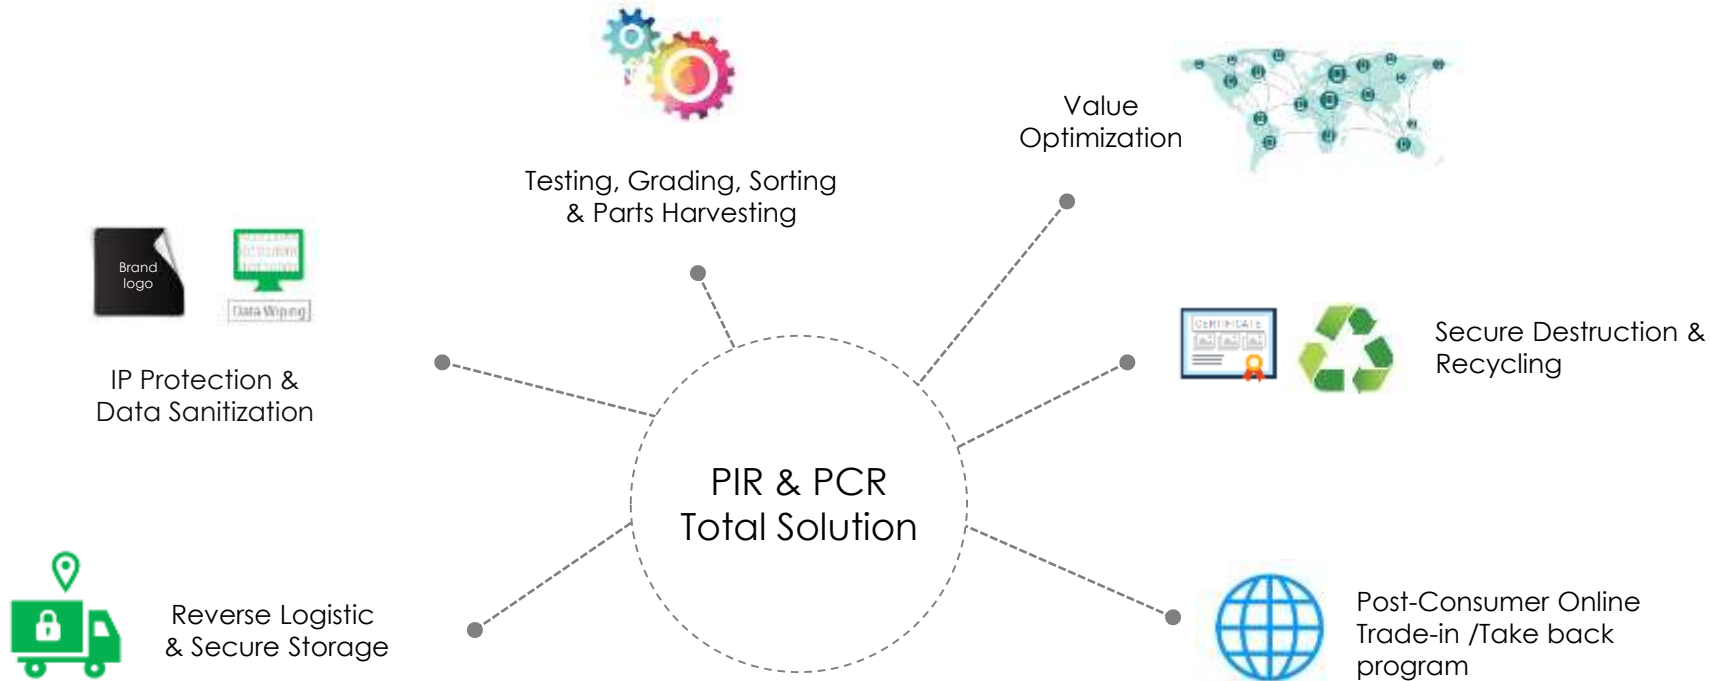 Value
Optimization
Testing, Grading, Sorting
& Parts Harvesting
Brand
logo
Data Wiping
IP Protection &
Data Sanitization
CERTIFICATE
Secure Destruction &
Recycling
PIR & PCR
Total Solution
Reverse Logistic
& Secure Storage
Post-Consumer Online
Trade-in /Take back
program